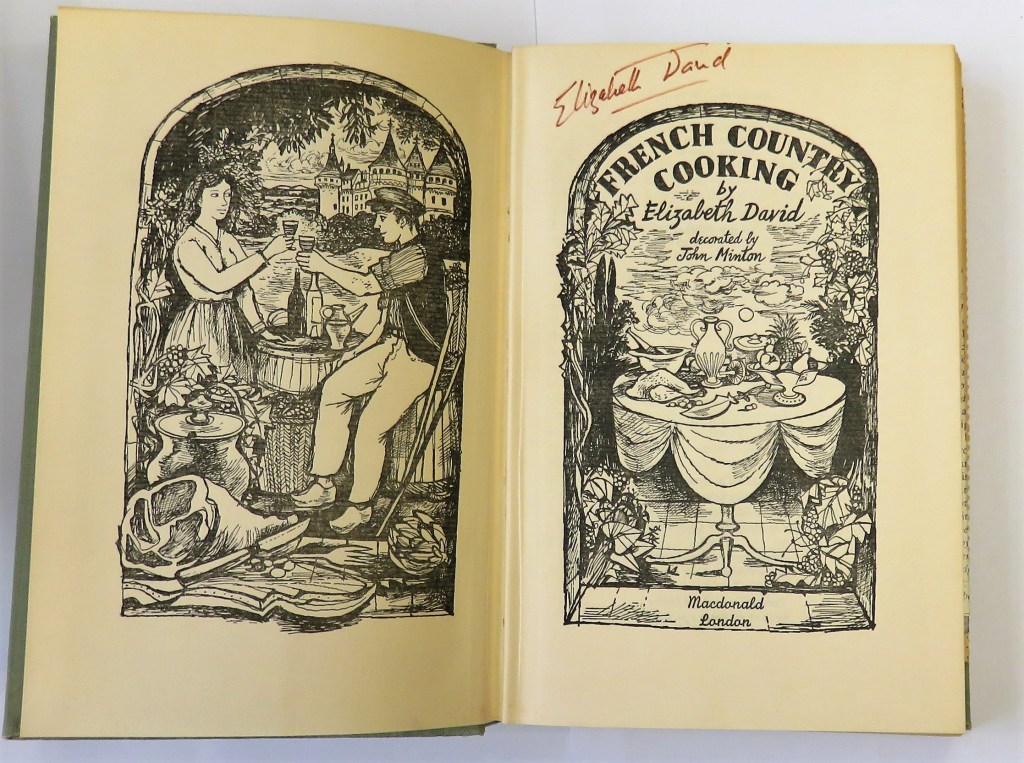 Elizabeth David
FRENCH COUNTRY
COOKING
by
Elizabeth David
decorated by
John Minton
Macdonald
London